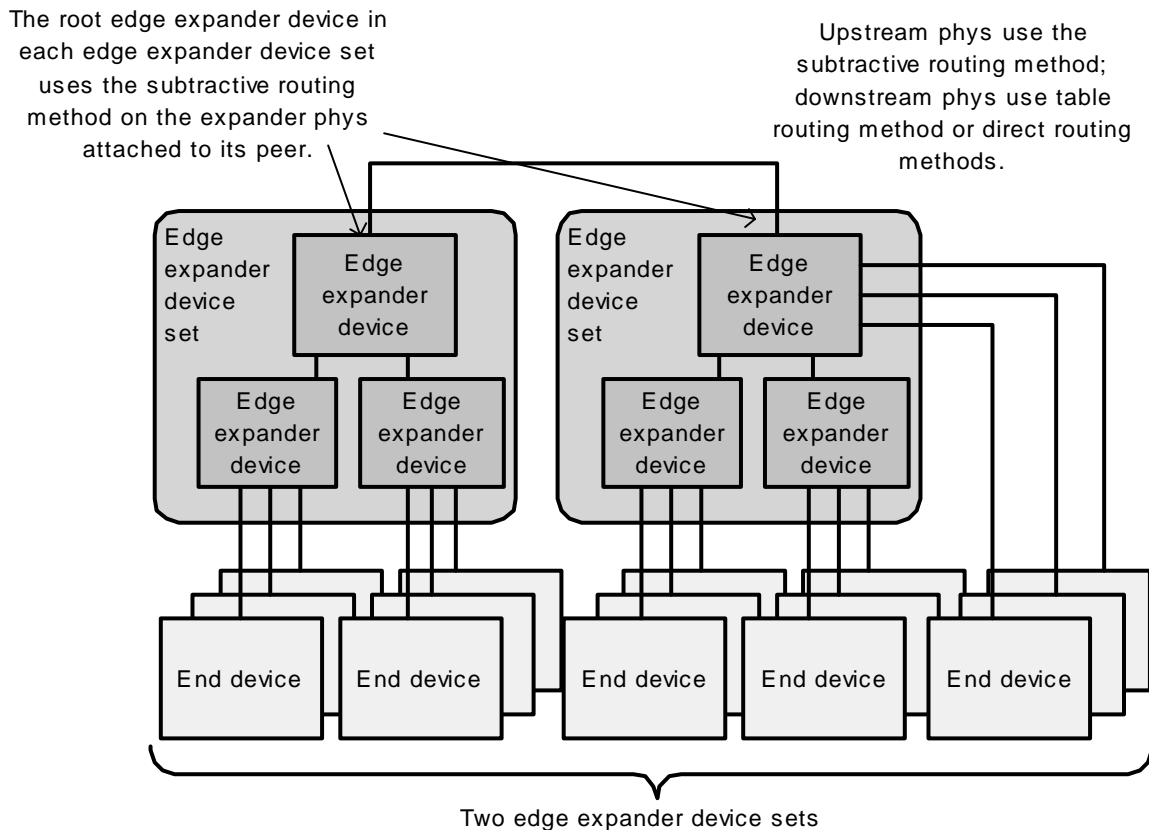 The root edge expander device in
each edge expander device set
uses the subtractive routing
method on the expander phys
attached to its peer.
Upstream phys use the
subtractive routing method;
downstream phys use table
routing method or direct routing
methods.
Edge
expander
device
set
Edge
expander
device
Edge
expander
device
Edge
expander
device
Edge
expander
device
set
Edge
expander
device
Edge
expander
device
Edge
expander
device
End device
End device
End device
End device
End device
Two edge expander device sets